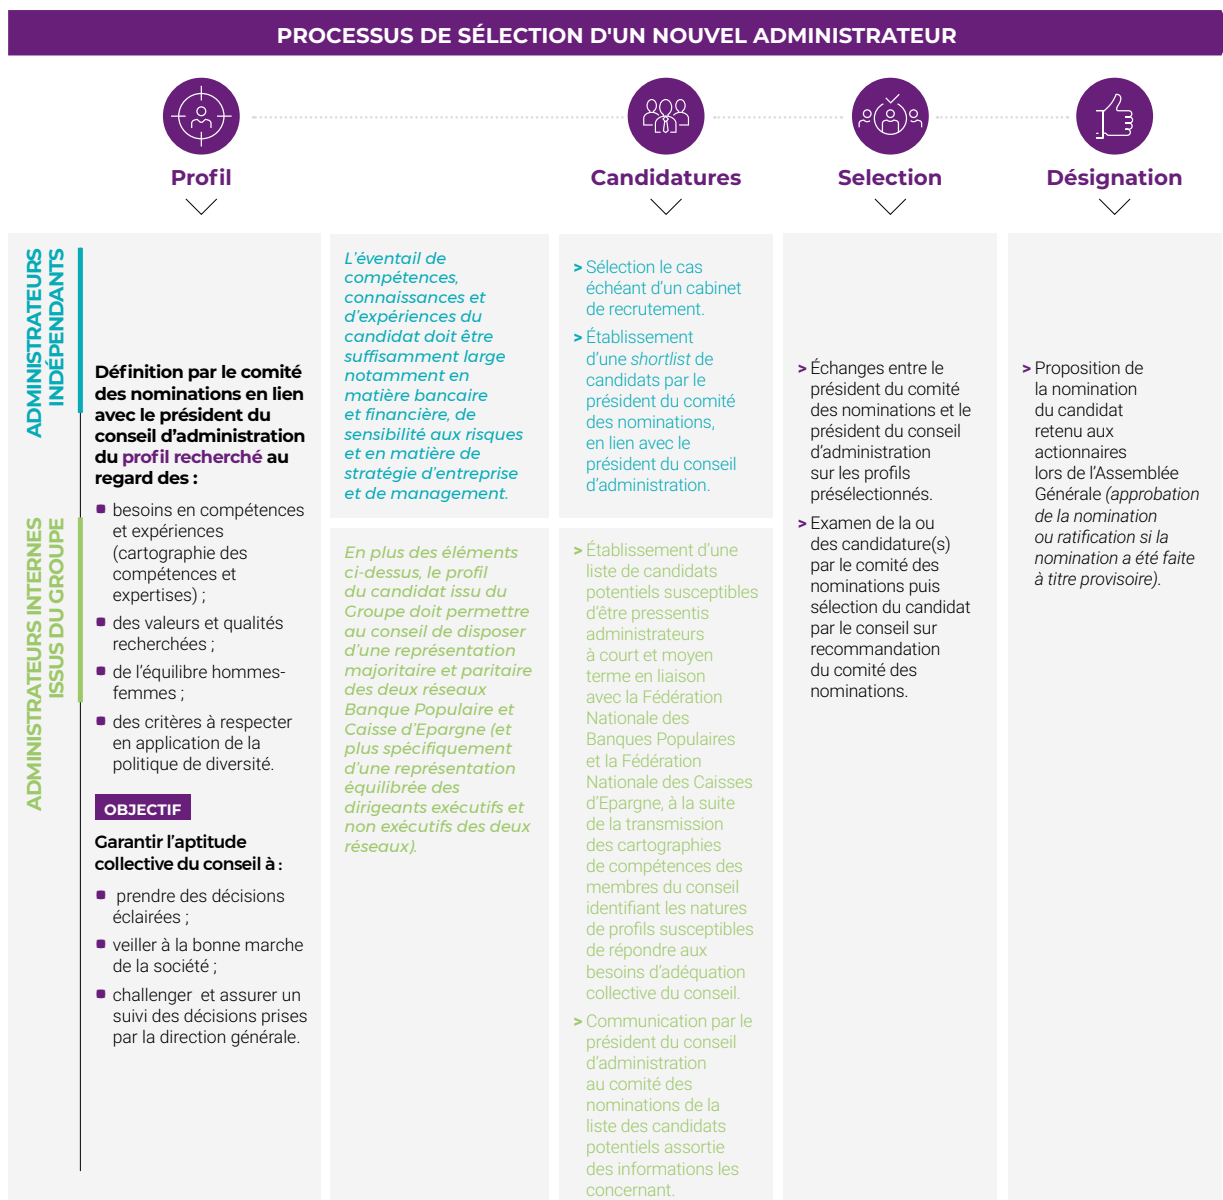 PROCESSUS DE SÉLECTION D'UN NOUVEL ADMINISTRATEUR
Profil
Candidatures
Selection
Désignation
ADMINISTRATEURS
INDÉPENDANTS
ADMINISTRATEURS INTERNES
ISSUS DU GROUPE
Définition par le comité
des nominations en lien
avec le président du
conseil d'administration
du profil recherché au
regard des :
besoins en compétences
et expériences
(cartographie des
compétences et
expertises) ;
des valeurs et qualités
recherchées ;
de l'équilibre hommes-
femmes ;
des critères à respecter
en application de la
politique de diversité.
OBJECTIF
Garantir l'aptitude
collective du conseil à :
prendre des décisions
éclairées ;
veiller à la bonne marche
de la société ;
challenger et assurer un
suivi des décisions prises
par la direction générale.
L'éventail de
compétences,
connaissances et
d'expériences du
candidat doit être
suffisamment large
notamment en
matière bancaire
et financière, de
sensibilité aux risques
et en matière de
stratégie d'entreprise
et de management.
En plus des éléments
ci-dessus, le profil
du candidat issu du
Groupe doit permettre
au conseil de disposer
d'une représentation
majoritaire et paritaire
des deux réseaux
Banque Populaire et
Caisse d'Epargne (et
plus spécifiquement
d'une représentation
équilibrée des
dirigeants exécutifs et
non exécutifs des deux
réseaux).
> Sélection le cas
échéant d'un cabinet
de recrutement.
> Établissement
d'une shortlist de
candidats par le
président du comité
des nominations,
en lien avec le
président du conseil
d'administration.
> Établissement d'une
liste de candidats
potentiels susceptibles
d'être pressentis
administrateurs
à court et moyen
terme en liaison
avec la Fédération
Nationale des
Banques Populaires
et la Fédération
Nationale des Caisses
d'Epargne, à la suite
de la transmission
des cartographies
de compétences des
membres du conseil
identifiant les natures
de profils susceptibles
de répondre aux
besoins d'adéquation
collective du conseil.
> Communication par le
président du conseil
d'administration
au comité des
nominations de la
liste des candidats
potentiels assortie
des informations les
concernant.
> Échanges entre le
président du comité
des nominations et le
président du conseil
d'administration
sur les profils
présélectionnés.
> Examen de la ou
des candidature(s)
par le comité des
nominations puis
sélection du candidat
par le conseil sur
recommandation
du comité des
nominations.
> Proposition de
la nomination
du candidat
retenu aux
actionnaires
lors de l'Assemblée
Générale (approbation
de la nomination
ou ratification si la
nomination a été faite
à titre provisoire).